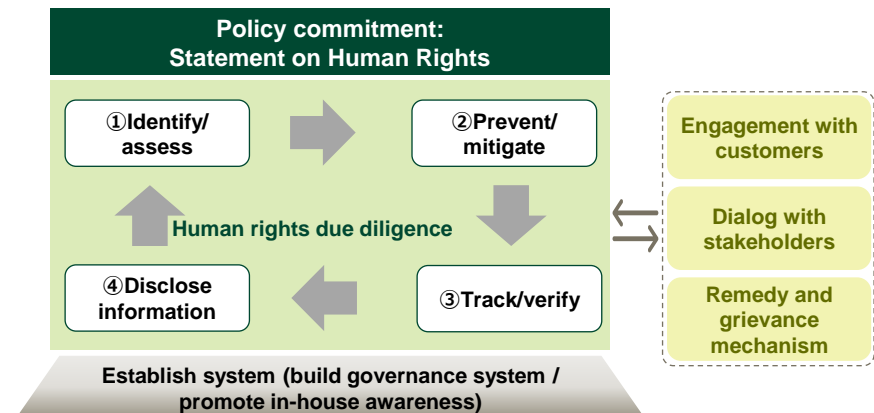 Policy commitment:
Statement on Human Rights
①Identify/
assess
②Prevent/
mitigate
Human rights due diligence
④Disclose
information
③Track/verify
Engagement with
customers
Dialog with
stakeholders
Remedy and
grievance
mechanism
Establish system (build governance system /
promote in-house awareness)